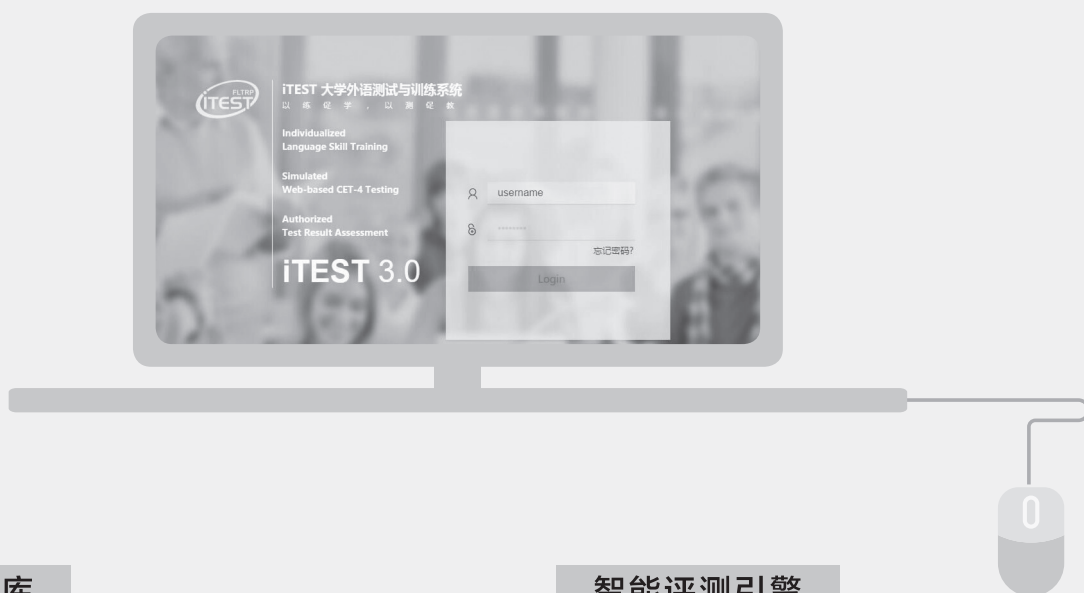 FLTRP
iTEST
iTEST 大学外语测试与训练系统
以 练 促 学 ， 以 测 促 教
Individualized
Language Skill Training
Simulated
Web-based CET-4 Testing
Authorized
Test Result Assessment
iTEST 3.0
username
忘记密码?
Login
库
智能评测引擎